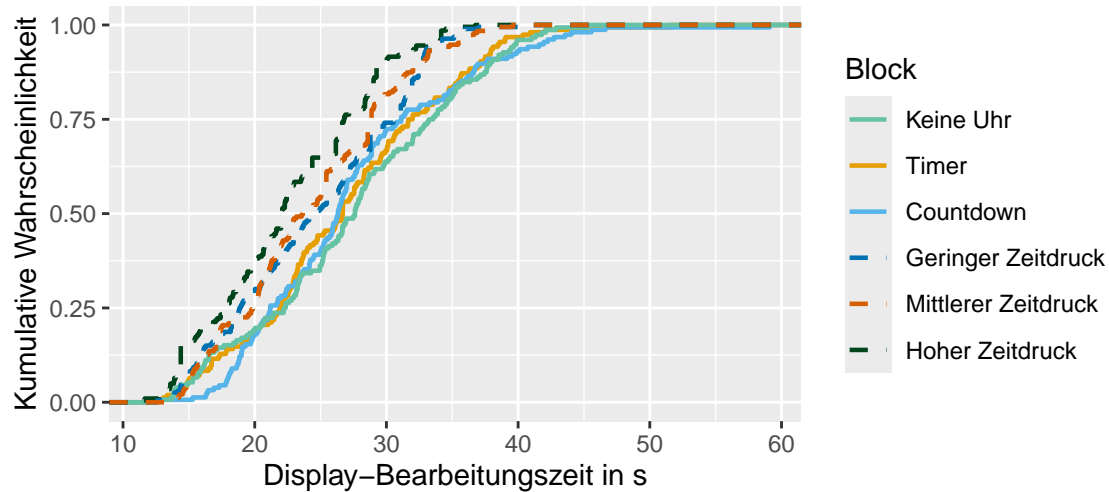 Kumulative Wahrscheinlichkeit
1.00
0.75
0.50
0.25
0.00
10 20 30 40 50 60
Display−Bearbeitungszeit in s
Block
Keine Uhr
Timer
Countdown
Geringer Zeitdruck
Mittlerer Zeitdruck
Hoher Zeitdruck